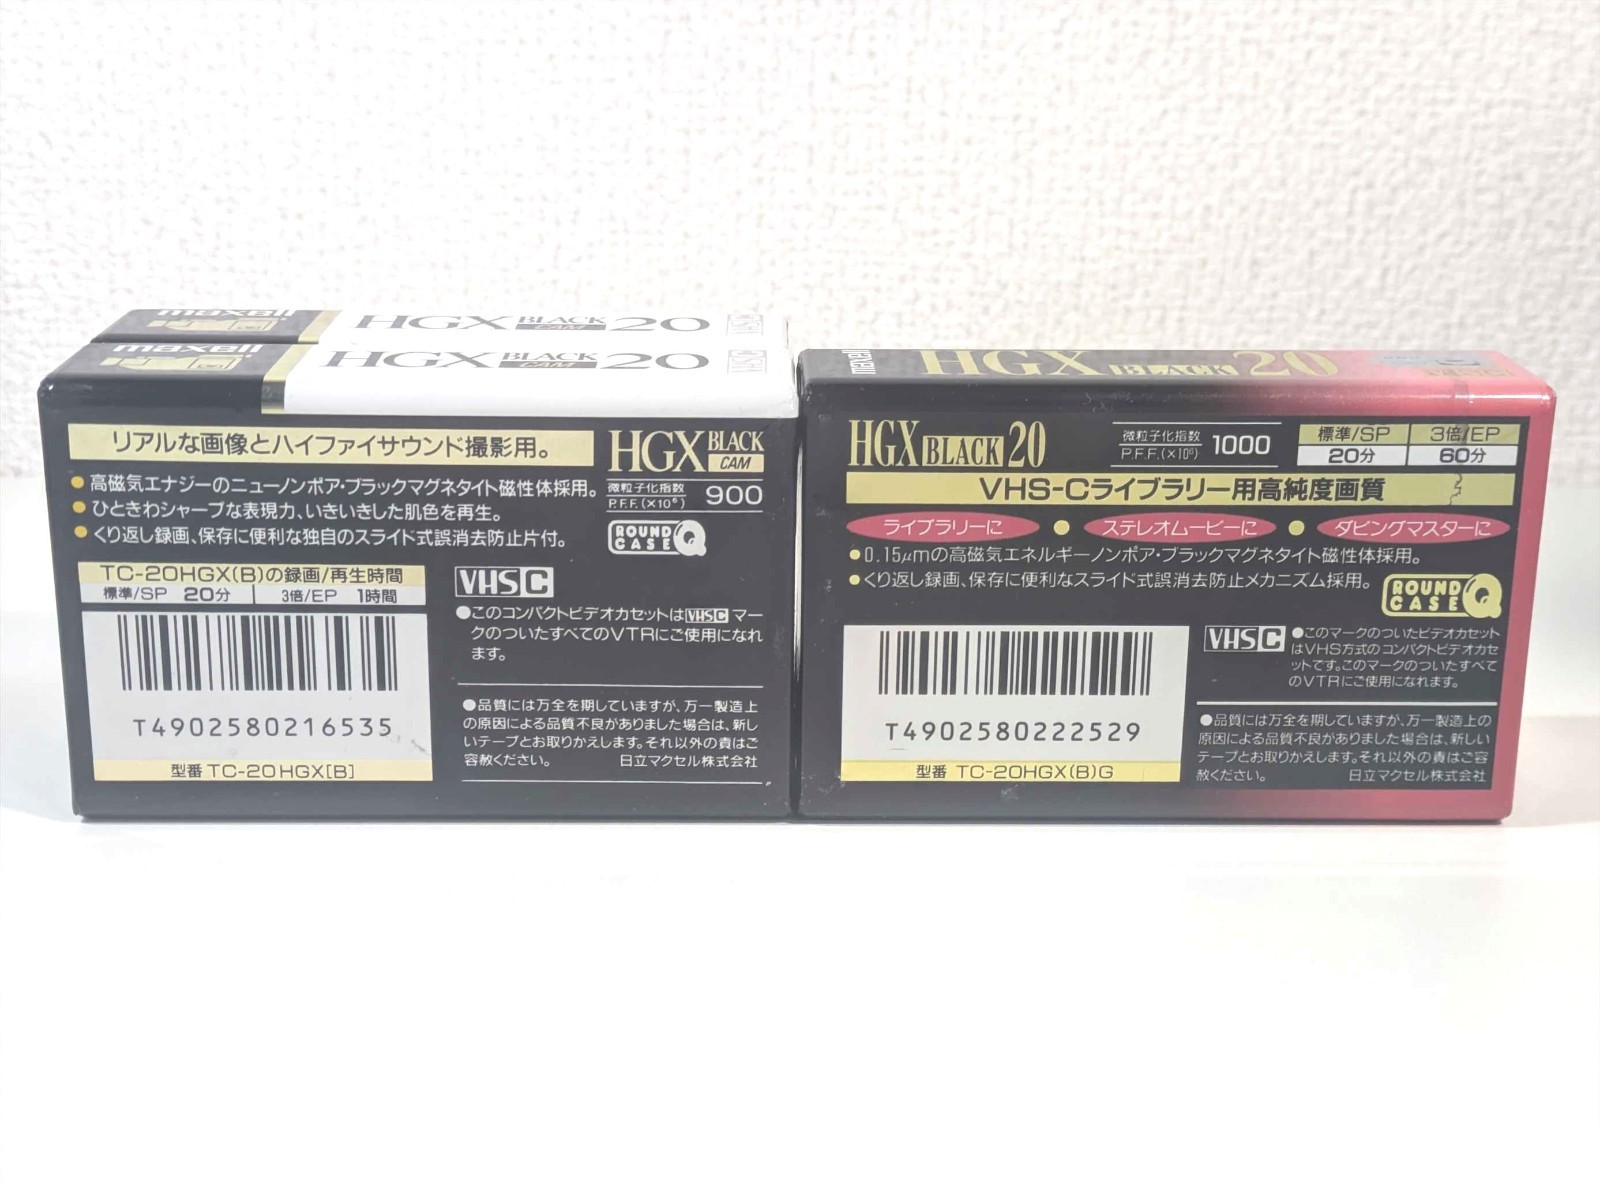 maxell
HGX BLACK CAM 20 VHS C
maxell
HGX BLACK CAM 20 VHS C
リアルな画像とハイファイサウンド撮影用。
●高磁気エナジーのニューノンポア・ブラックマグネタイト磁性体採用。
●ひときわシャープな表現力、いきいきした肌色を再生。
●くり返し録画、保存に便利な独自のスライド式誤消去防止片付。
HGX BLACK CAM
微粒子化指数
P.F.F.(×10⁶) 900
ROUND CASE
TC-20HGX(B)の録画/再生時間
標準/SP 20分 3倍/EP 1時間
T4902580216535
型番 TC-20HGX[B]
VHS C
●このコンパクトビデオカセットはVHS Cマー
クのついたすべてのVTRにご使用になれ
ます。
●品質には万全を期していますが、万一製造上
の原因による品質不良がありました場合は、新し
いテープとお取りかえします。それ以外の責はご
容赦ください。 日立マクセル株式会社
maxell HGX BLACK 20
HGX BLACK 20
微粒子化指数
P.F.F.(×10⁶) 1000
標準/SP 3倍/EP
20分 60分
VHS-Cライブラリー用高純度画質
ライブラリーに ● ステレオムービーに ● ダビングマスターに
●0.15μmの高磁気エネルギーノンポア・ブラックマグネタイト磁性体採用。
●くり返し録画、保存に便利なスライド式誤消去防止メカニズム採用。
ROUND CASE
T4902580222529
型番 TC-20HGX(B)G
VHS C
●このマークのついたビデオカセット
はVHS方式のコンパクトビデオカセ
ットです。このマークのついたすべて
のVTRにご使用になれます。
●品質には万全を期していますが、万一製造上の
原因による品質不良がありました場合は、新しい
テープとお取りかえします。それ以外の責はご容
赦ください。 日立マクセル株式会社